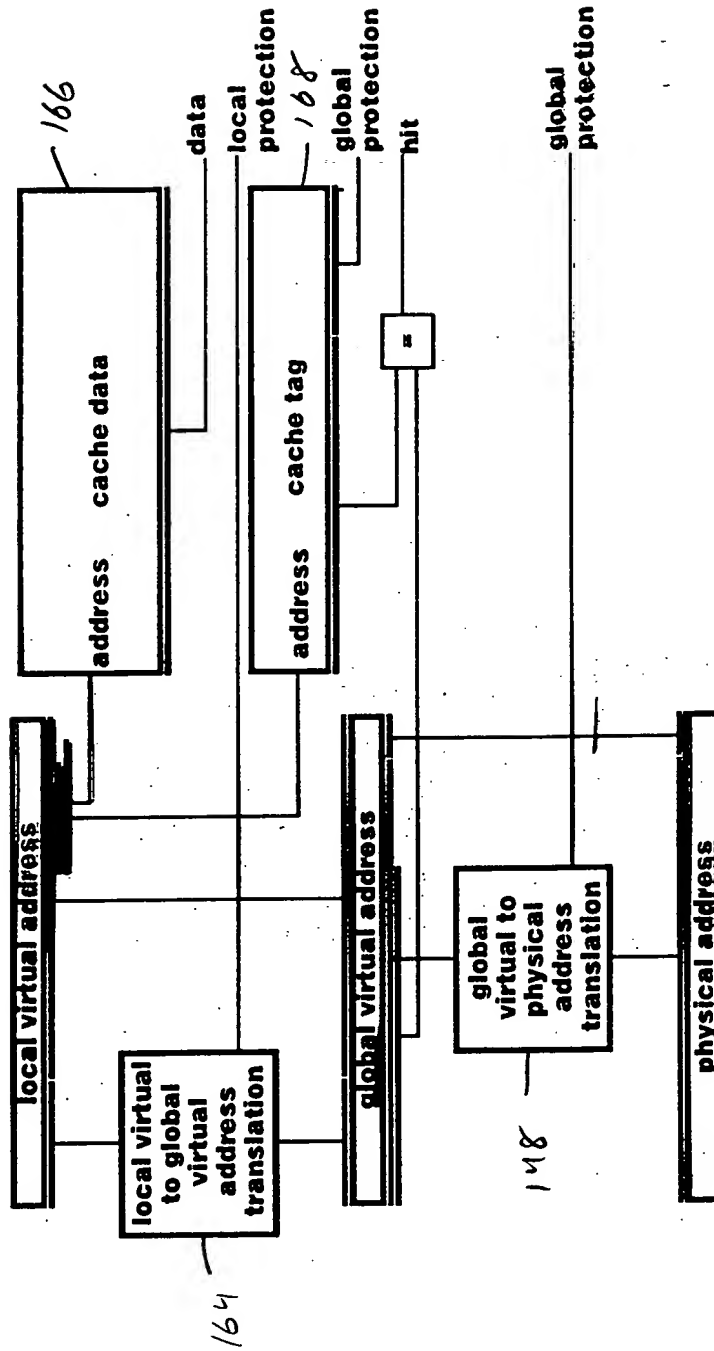 local virtual address
166
address cache data
data
local virtual
to global
virtual
address
translation
164
local
protection
168
address cache tag
global
protection
=
hit
global virtual address
global
virtual to
physical
address
translation
148
global
protection
physical address